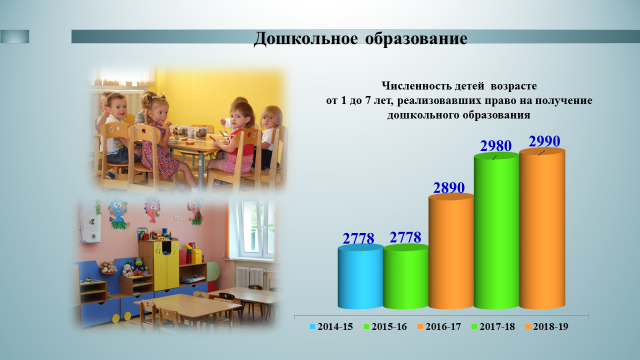 Дошкольное образование
Численность детей возрасте
от 1 до 7 лет, реализовавших право на получение
дошкольного образования
2778
2778
2890
2980
2990
2014-15 2015-16 2016-17 2017-18 2018-19